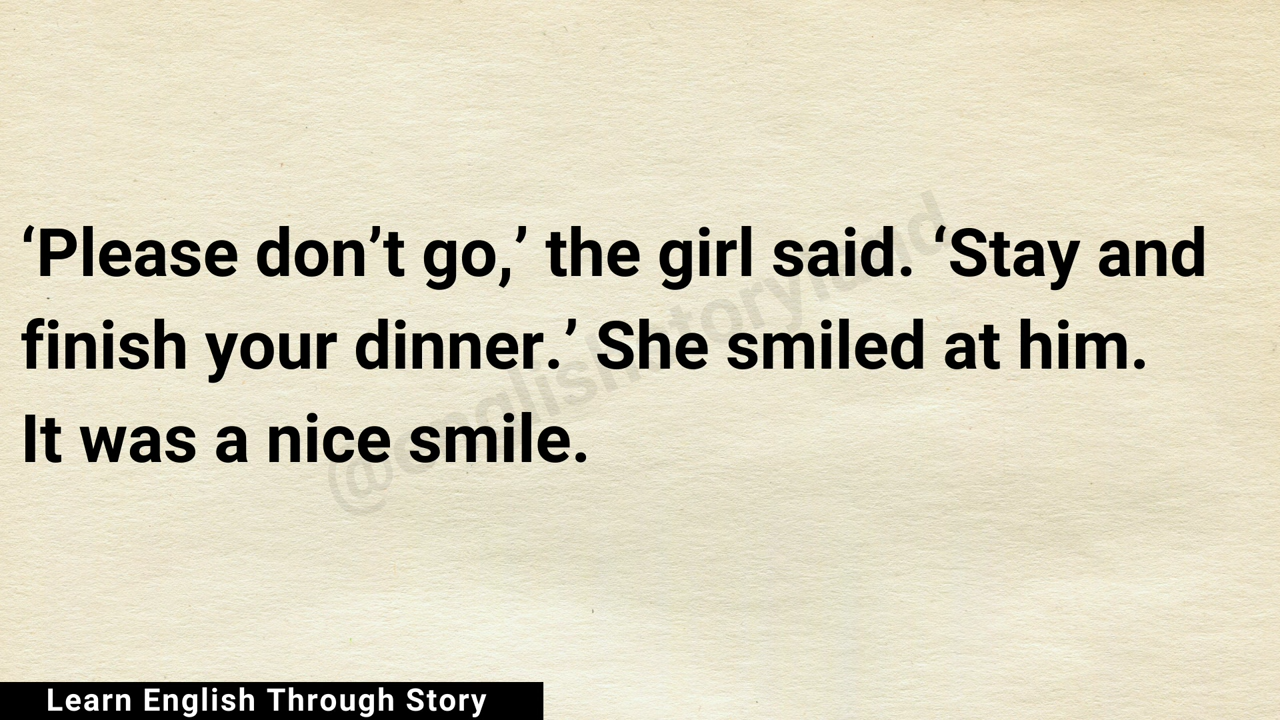 ‘Please don’t go,’ the girl said. ‘Stay and
finish your dinner.’ She smiled at him.
It was a nice smile.
@englishstoryland
Learn English Through Story